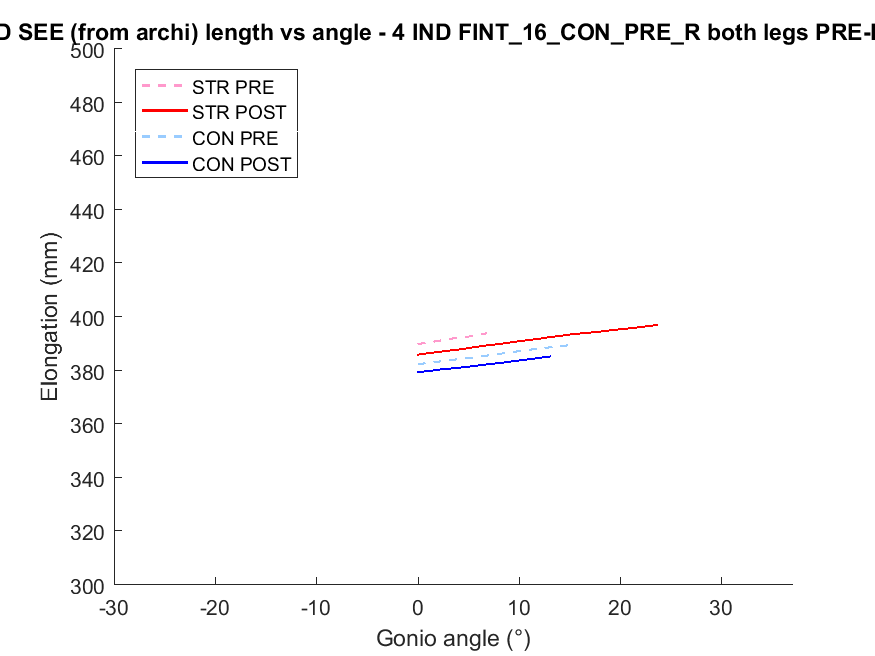 D SEE (from archi) length vs angle - 4 IND FINT_16_CON_PRE_R both legs PRE-
500
480
460
440
420
400
380
360
340
320
300
Elongation (mm)
STR PRE
STR POST
CON PRE
CON POST
-30
-20
-10
0
10
20
30
Gonio angle (°)